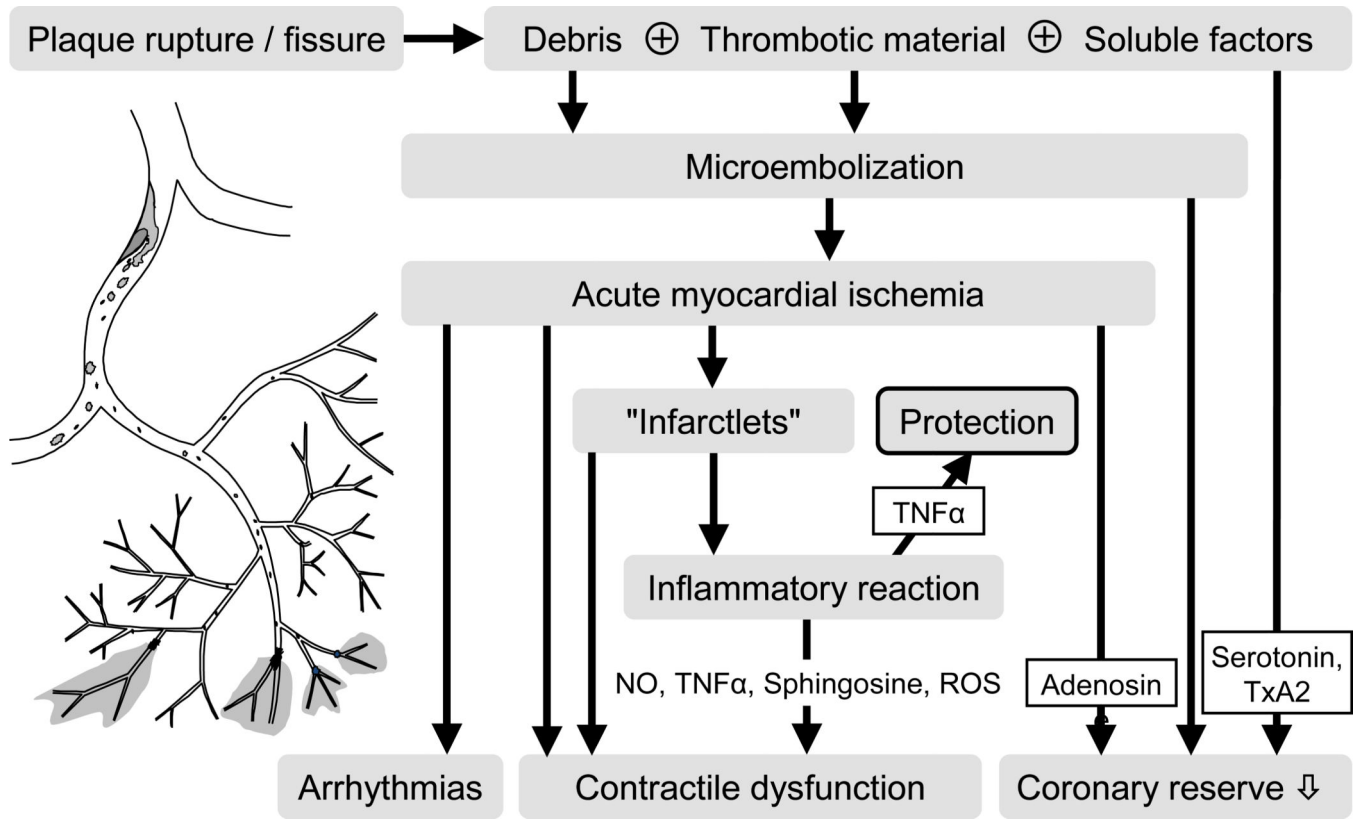 Plaque rupture / fissure
Debris ⊕ Thrombotic material ⊕ Soluble factors
Microembolization
Acute myocardial ischemia
"Infarctlets"
Protection
TNFα
Inflammatory reaction
NO, TNFα, Sphingosine, ROS
Adenosin
Serotonin,
TxA2
Arrhythmias
Contractile dysfunction
Coronary reserve ⇩